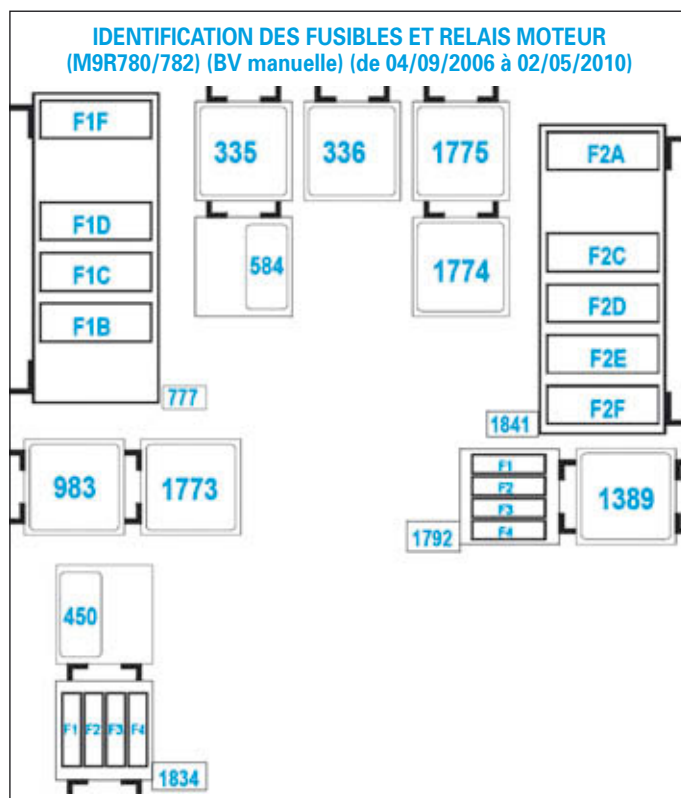 IDENTIFICATION DES FUSIBLES ET RELAIS MOTEUR
(M9R780/782) (BV manuelle) (de 04/09/2006 à 02/05/2010)
F1F
F1D
F1C
F1B
777
335
336
1775
584
1774
F2A
F2C
F2D
F2E
F2F
1841
983
1773
F1
F2
F3
F4
1792
1389
450
F1
F2
F3
F4
1834